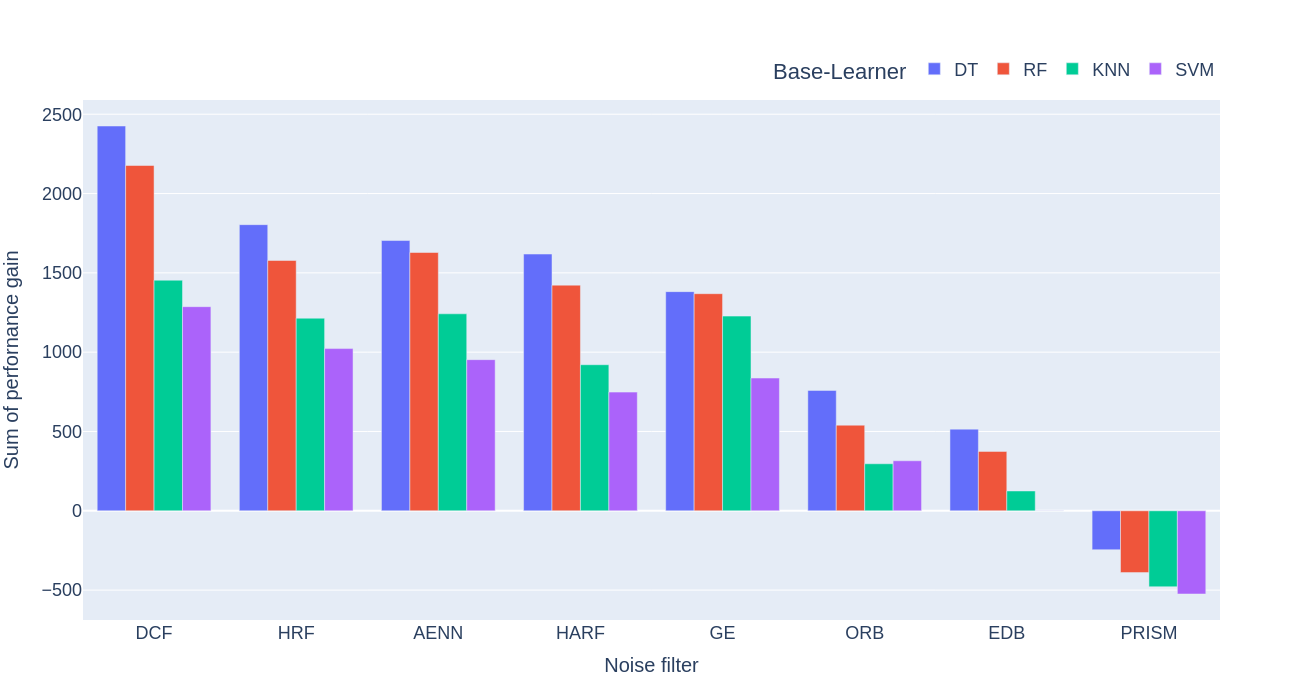 Base-Learner DT RF KNN SVM
2500
2000
1500
1000
500
0
−500
Sum of perfornance gain
DCF HRF AENN HARF GE ORB EDB PRISM
Noise filter